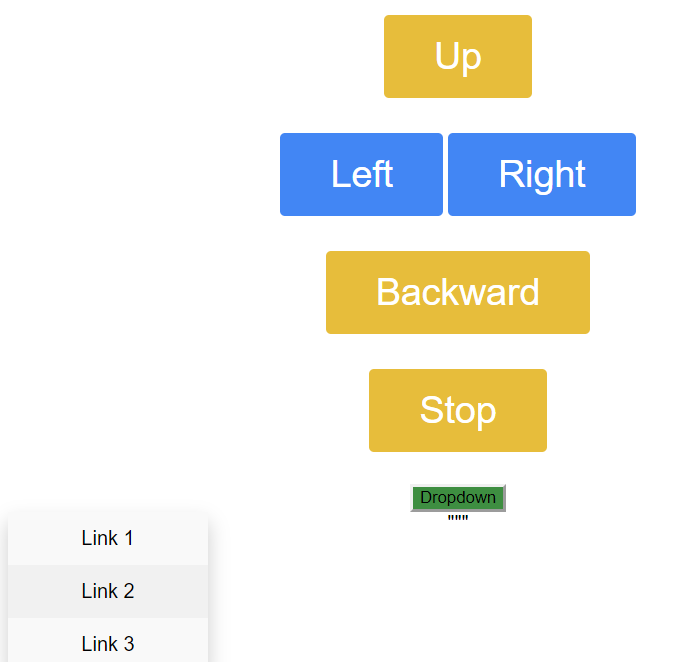 Up
Left Right
Backward
Stop
Dropdown
"""
Link 1
Link 2
Link 3